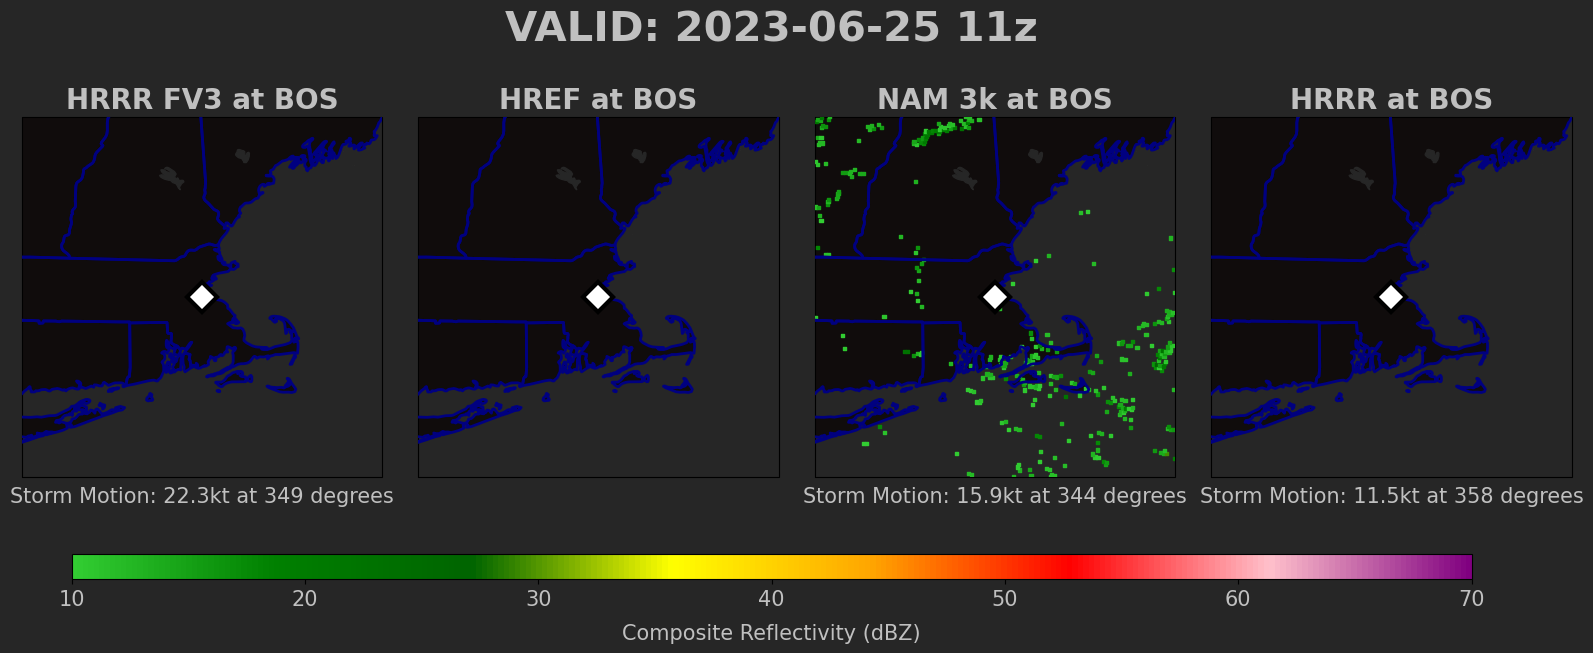 VALID: 2023-06-25 11z
HRRR FV3 at BOS
HREF at BOS
NAM 3k at BOS
HRRR at BOS
Storm Motion: 22.3kt at 349 degrees
Storm Motion: 15.9kt at 344 degrees
Storm Motion: 11.5kt at 358 degrees
10 20 30 40 50 60 70
Composite Reflectivity (dBZ)